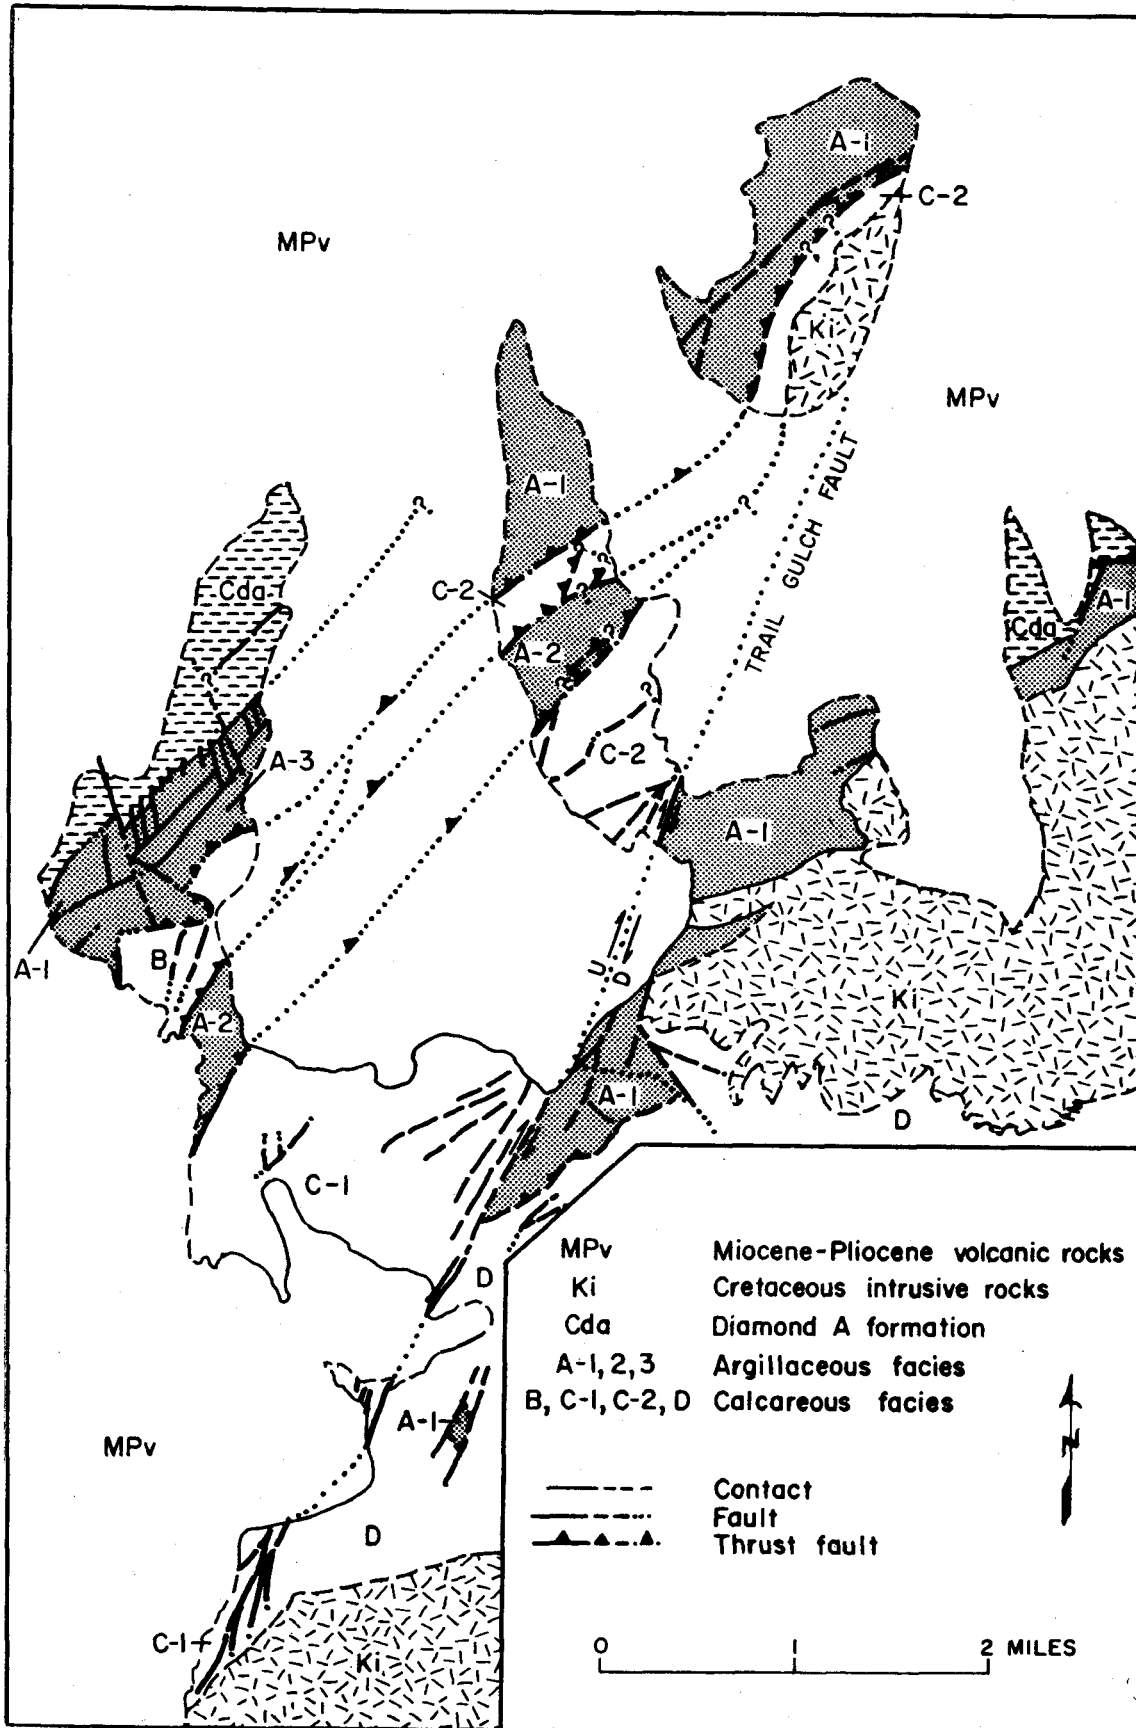 A-1
C-2
MPv
Ki
MPv
A-1
TRAIL GULCH FAULT
?
?
?
?
?
?
?
?
?
?
C-2
Cda
A-1
Cda
A-2
C-2
A-3
A-1
B
A-1
U
D
Ki
A-2
A-1
D
C-1
D
MPv Miocene-Pliocene volcanic rocks
Ki Cretaceous intrusive rocks
Cda Diamond A formation
A-1, 2, 3 Argillaceous facies
B, C-1, C-2, D Calcareous facies
A-1
MPv
N
Contact
Fault
Thrust fault
D
C-1
Ki
0 1 2 MILES